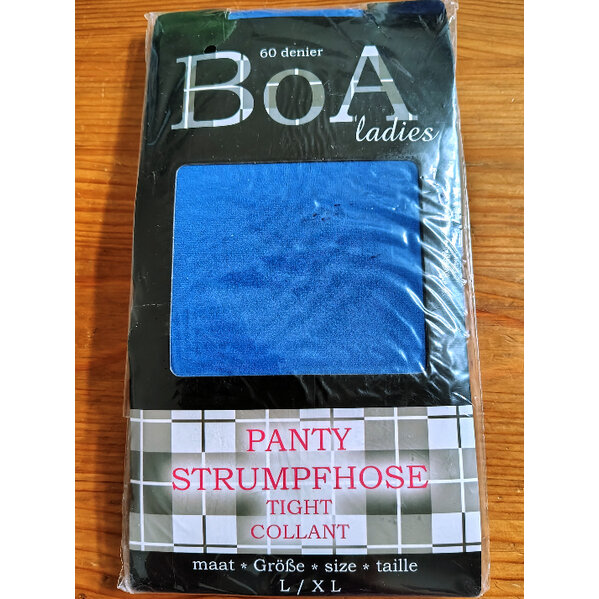 60 denier
BoA
ladies
PANTY
STRUMPFHOSE
TIGHT
COLLANT
maat * Größe * size * taille
L / XL